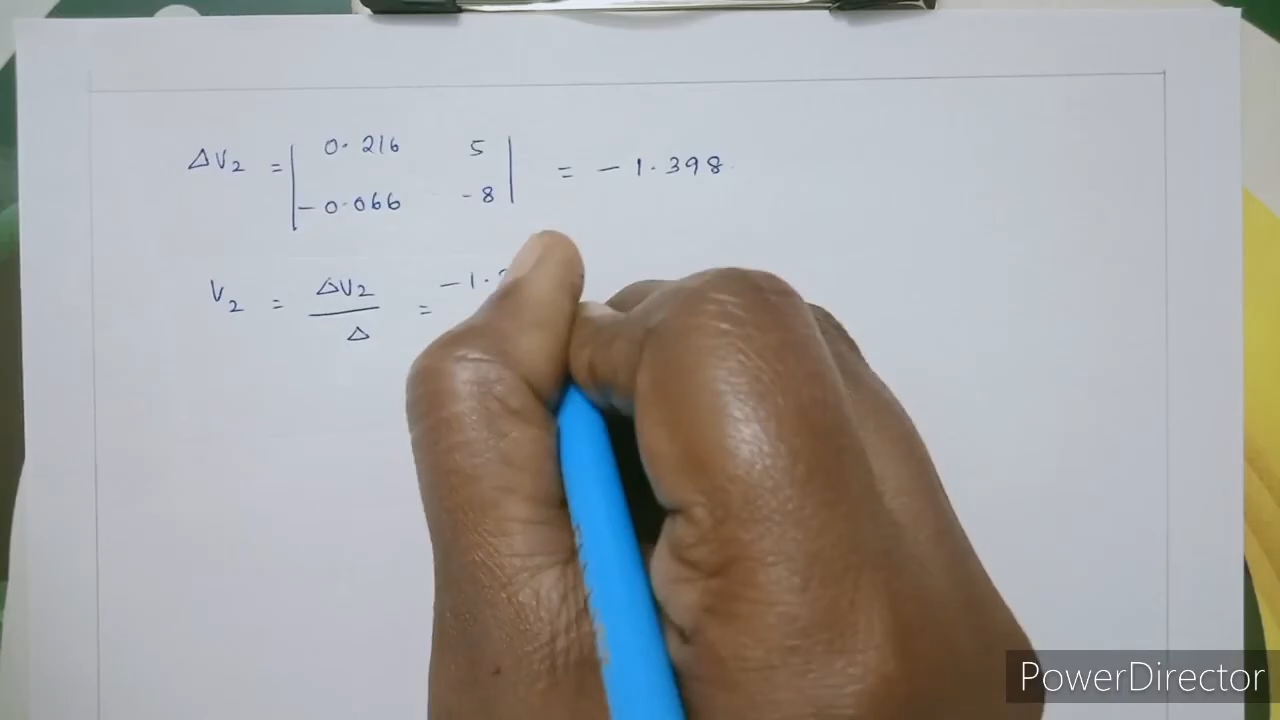 ΔV2 = | 0.216 5 | = -1.398
| -0.066 -8 |
V2 = ΔV2 / Δ = -1.
PowerDirector